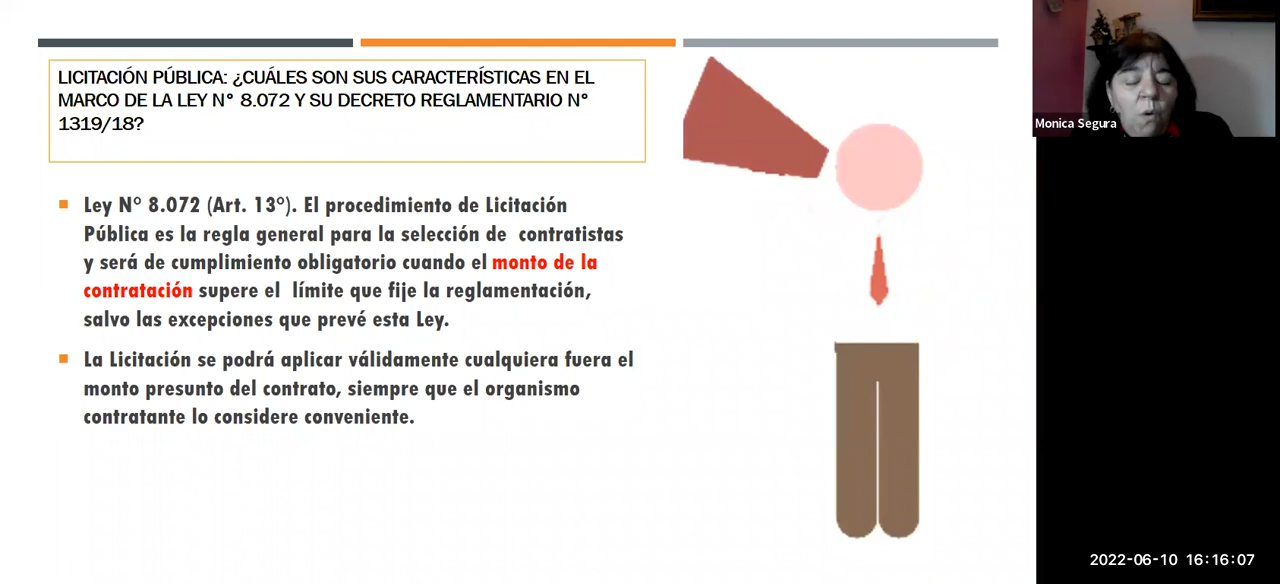 LICITACIÓN PÚBLICA: ¿CUÁLES SON SUS CARACTERÍSTICAS EN EL
MARCO DE LA LEY N° 8.072 Y SU DECRETO REGLAMENTARIO N°
1319/18?
Ley N° 8.072 (Art. 13°). El procedimiento de Licitación
Pública es la regla general para la selección de contratistas
y será de cumplimiento obligatorio cuando el monto de la
contratación supere el límite que fije la reglamentación,
salvo las excepciones que prevé esta Ley.
La Licitación se podrá aplicar válidamente cualquiera fuera el
monto presunto del contrato, siempre que el organismo
contratante lo considere conveniente.
Monica Segura
2022-06-10 16:16:07